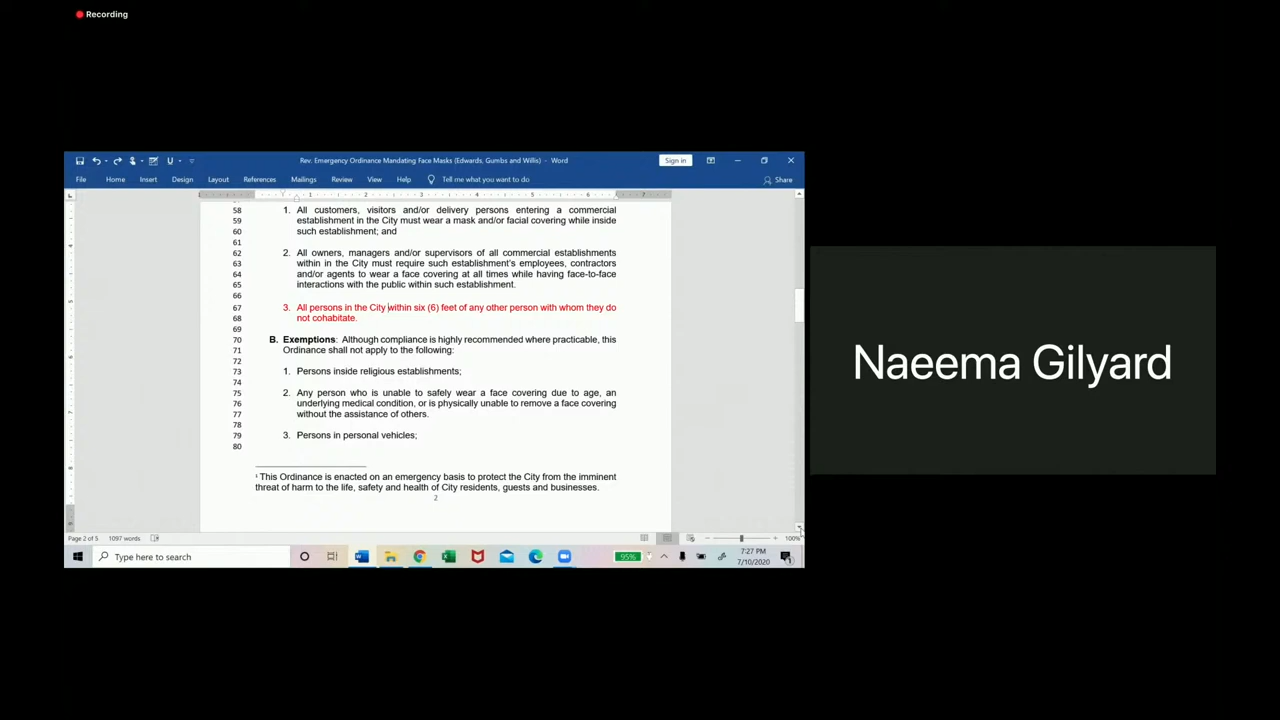 Recording
Rev. Emergency Ordinance Mandating Face Masks (Edwards, Gumbs and Willis) - Word
Sign in
File Home Insert Design Layout References Mailings Review View Help Tell me what you want to do Share
58 1. All customers, visitors and/or delivery persons entering a commercial
59 establishment in the City must wear a mask and/or facial covering while inside
60 such establishment; and
61
62 2. All owners, managers and/or supervisors of all commercial establishments
63 within in the City must require such establishment's employees, contractors
64 and/or agents to wear a face covering at all times while having face-to-face
65 interactions with the public within such establishment.
66
67 3. All persons in the City within six (6) feet of any other person with whom they do
68 not cohabitate.
69
70 B. Exemptions: Although compliance is highly recommended where practicable, this
71 Ordinance shall not apply to the following:
72
73 1. Persons inside religious establishments;
74
75 2. Any person who is unable to safely wear a face covering due to age, an
76 underlying medical condition, or is physically unable to remove a face covering
77 without the assistance of others.
78
79 3. Persons in personal vehicles;
80
1 This Ordinance is enacted on an emergency basis to protect the City from the imminent
threat of harm to the life, safety and health of City residents, guests and businesses.
2
Page 2 of 5 1097 words 100%
Type here to search 95% 7:27 PM
7/10/2020
Naeema Gilyard